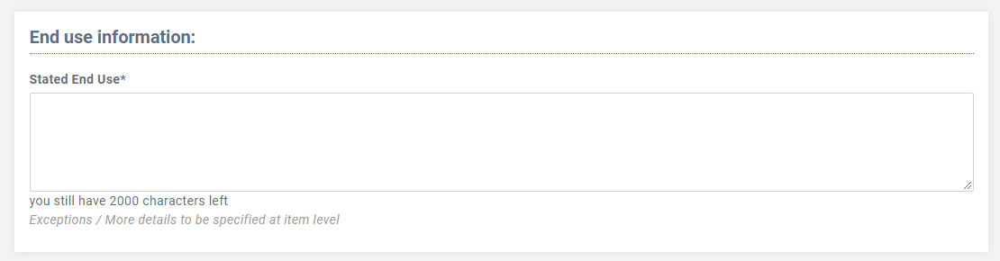 End use information:
Stated End Use*
you still have 2000 characters left
Exceptions / More details to be specified at item level